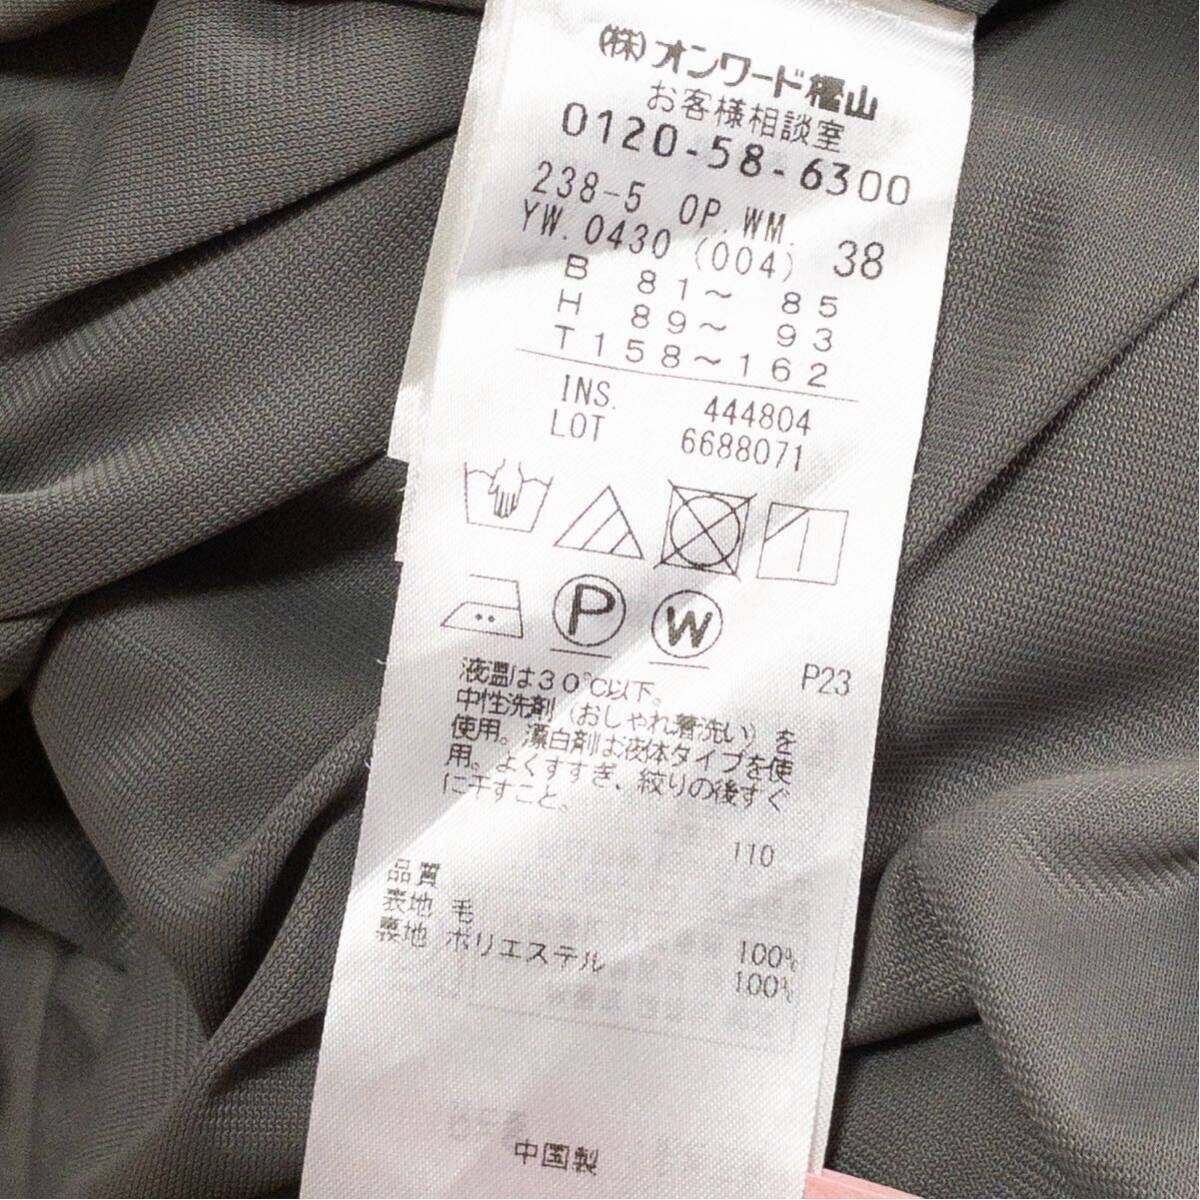 (株)オンワード樫山
お客様相談室
0120-58-6300
238-5 OP.WM.
YW.0430 (004) 38
B 81～ 85
H 89～ 93
T158～162
INS. 444804
LOT 6688071
P W
P23
液温は30℃以下。
中性洗剤(おしゃれ着洗い)を
使用。漂白剤は液体タイプを使
用。よくすすぎ、絞りの後すぐ
に干すこと。
110
品質
表地 毛 100%
裏地 ポリエステル 100%
中国製